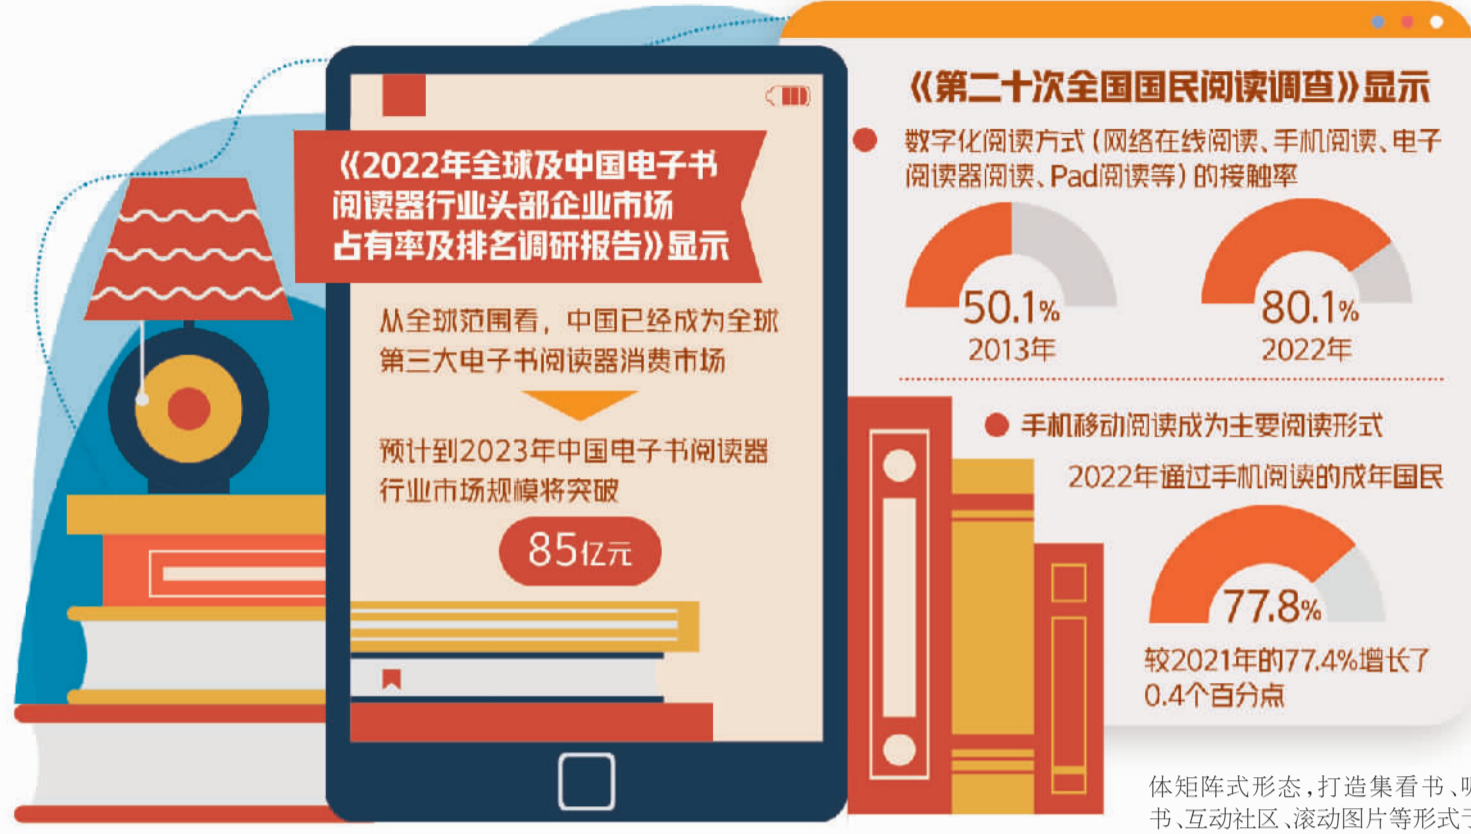 《2022年全球及中国电子书
阅读器行业头部企业市场
占有率及排名调研报告》显示
从全球范围看，中国已经成为全球
第三大电子书阅读器消费市场
预计到2023年中国电子书阅读器
行业市场规模将突破
85亿元
《第二十次全国国民阅读调查》显示
数字化阅读方式（网络在线阅读、手机阅读、电子
阅读器阅读、Pad阅读等）的接触率
50.1%
2013年
80.1%
2022年
手机移动阅读成为主要阅读形式
2022年通过手机阅读的成年国民
77.8%
较2021年的77.4%增长了
0.4个百分点
体矩阵式形态，打造集看书、听
书、互动社区、滚动图片等形式于